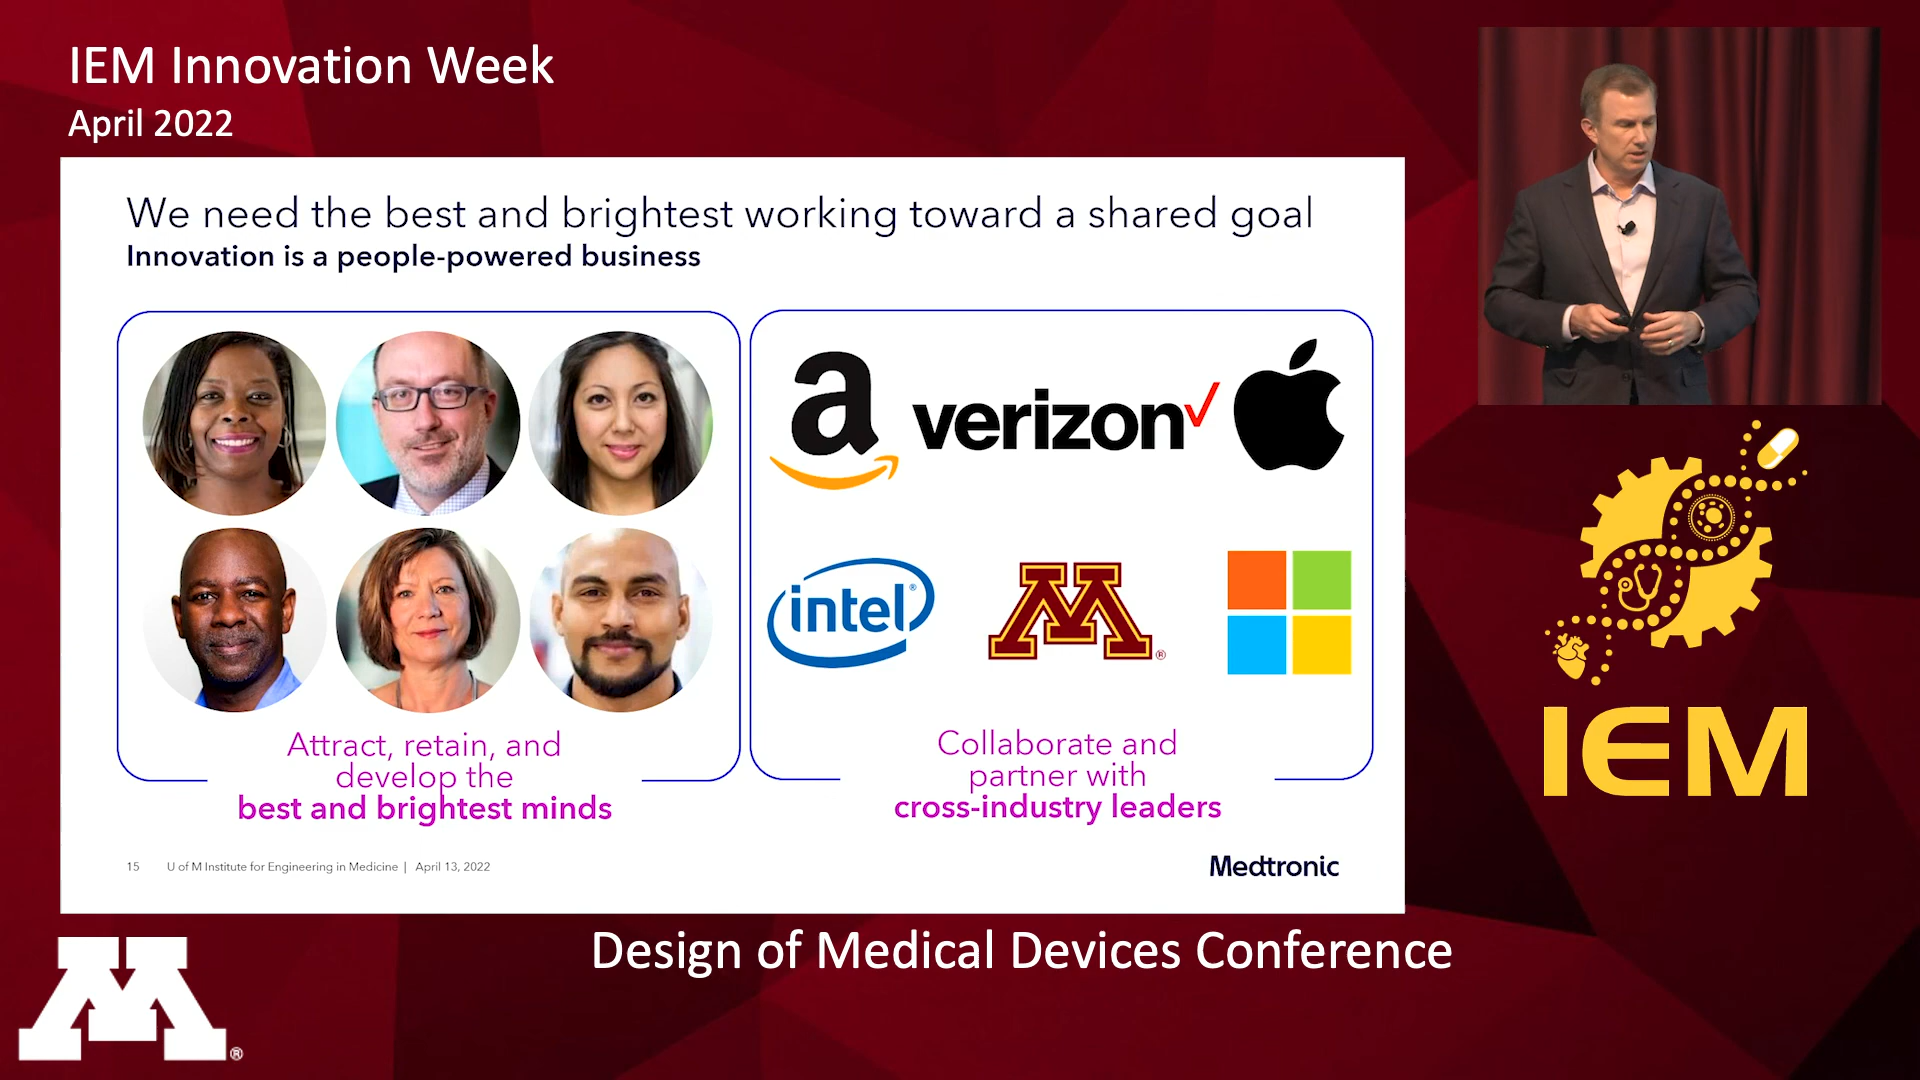 IEM Innovation Week
April 2022
We need the best and brightest working toward a shared goal
Innovation is a people-powered business
a
verizon
intel®
M®
Attract, retain, and
develop the
best and brightest minds
Collaborate and
partner with
cross-industry leaders
15 U of M Institute for Engineering in Medicine | April 13, 2022
Medtronic
IEM
Design of Medical Devices Conference
M®